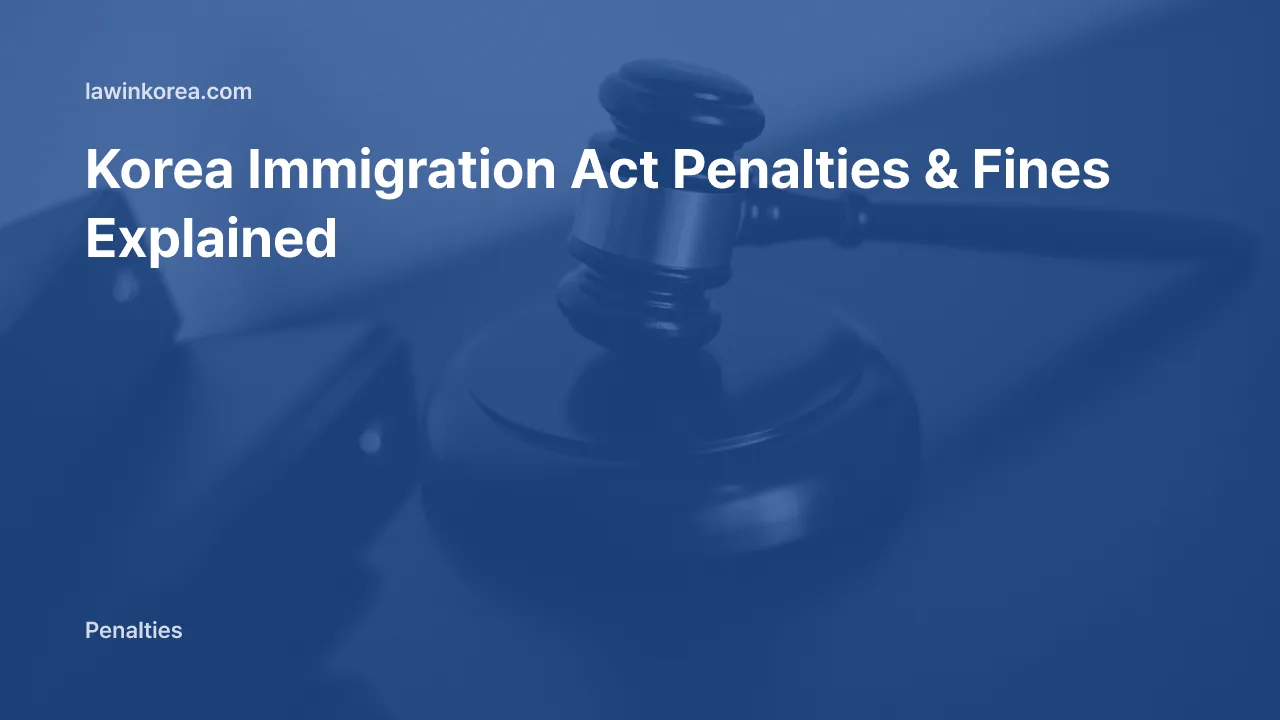 lawinkorea.com
Korea Immigration Act Penalties & Fines
Explained
Penalties